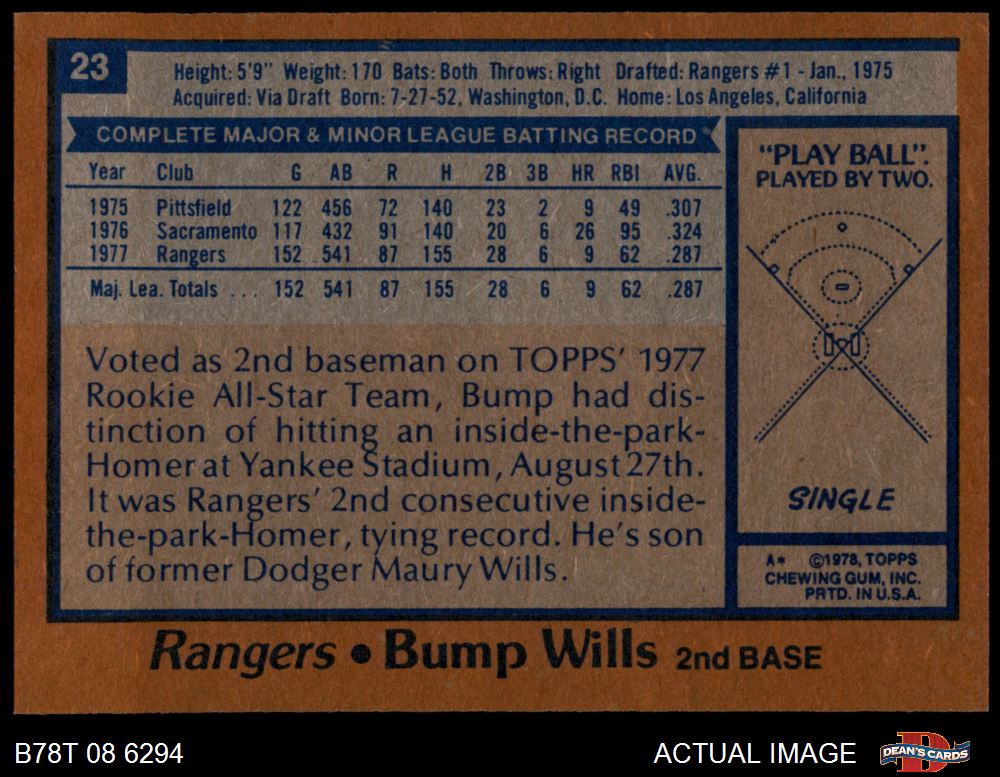 23
Height: 5'9" Weight: 170 Bats: Both Throws: Right Drafted: Rangers #1 - Jan., 1975
Acquired: Via Draft Born: 7-27-52, Washington, D.C. Home: Los Angeles, California
COMPLETE MAJOR & MINOR LEAGUE BATTING RECORD
Year Club G AB R H 2B 3B HR RBI AVG.
1975 Pittsfield 122 456 72 140 23 2 9 49 .307
1976 Sacramento 117 432 91 140 20 6 26 95 .324
1977 Rangers 152 541 87 155 28 6 9 62 .287
Maj. Lea. Totals ... 152 541 87 155 28 6 9 62 .287
Voted as 2nd baseman on TOPPS' 1977
Rookie All-Star Team, Bump had dis-
tinction of hitting an inside-the-park-
Homer at Yankee Stadium, August 27th.
It was Rangers' 2nd consecutive inside-
the-park-Homer, tying record. He's son
of former Dodger Maury Wills.
"PLAY BALL".
PLAYED BY TWO.
SINGLE
A* ©1978, TOPPS
CHEWING GUM, INC.
PRTD. IN U.S.A.
Rangers • Bump Wills 2nd BASE
B78T 08 6294
ACTUAL IMAGE
D
DEAN'S CARDS